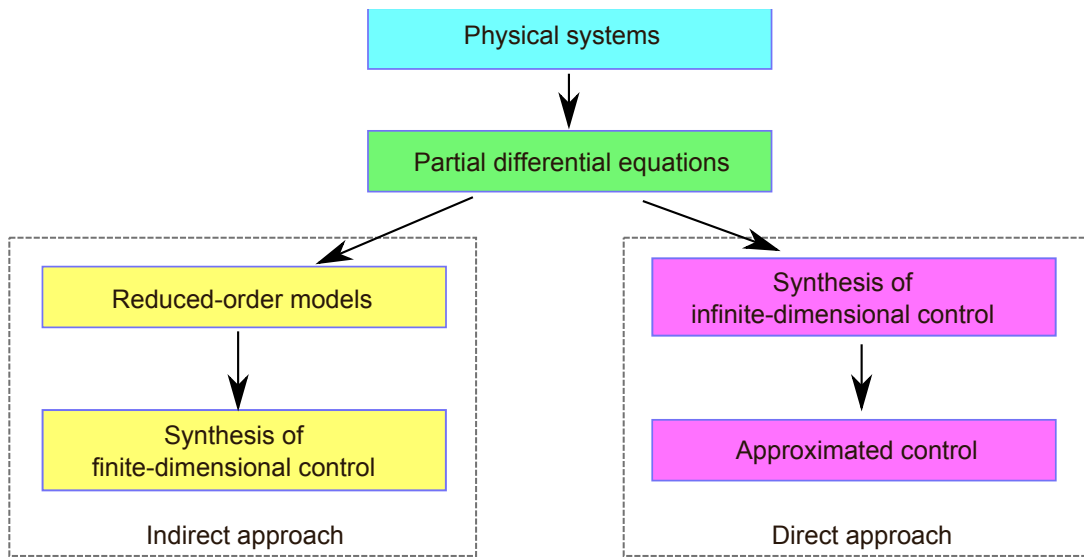 Physical systems
Partial differential equations
Reduced-order models
Synthesis of
finite-dimensional control
Indirect approach
Synthesis of
infinite-dimensional control
Approximated control
Direct approach